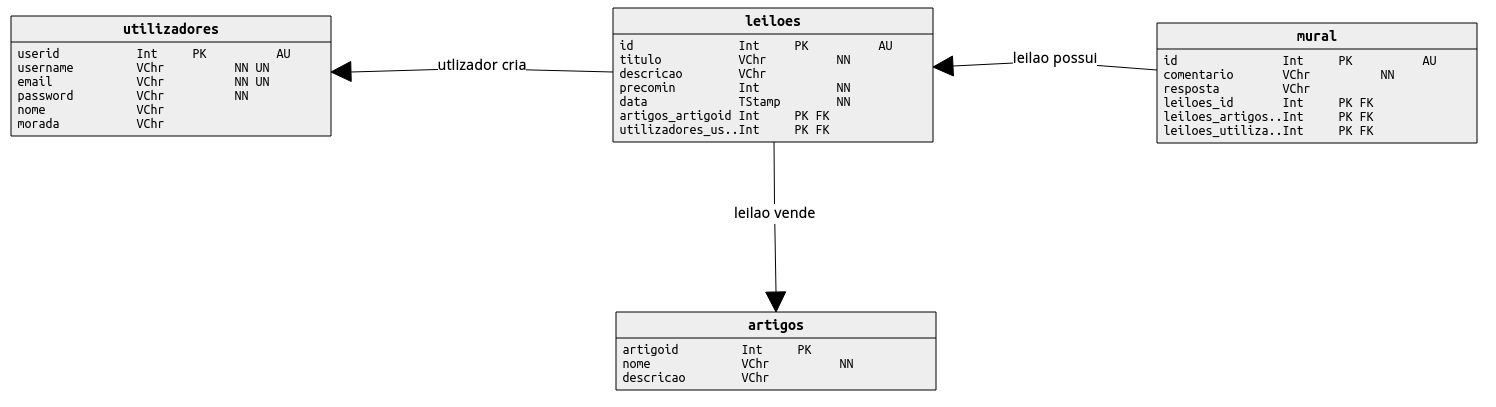 utilizadores
userid Int PK AU
username VChr NN UN
email VChr NN UN
password VChr NN
nome VChr
morada VChr
utlizador cria
leiloes
id Int PK AU
titulo VChr NN
descricao VChr
precomin Int NN
data TStamp NN
artigos_artigoid Int PK FK
utilizadores_us..Int PK FK
leilao possui
mural
id Int PK AU
comentario VChr NN
resposta VChr
leiloes_id Int PK FK
leiloes_artigos..Int PK FK
leiloes_utiliza..Int PK FK
leilao vende
artigos
artigoid Int PK
nome VChr NN
descricao VChr